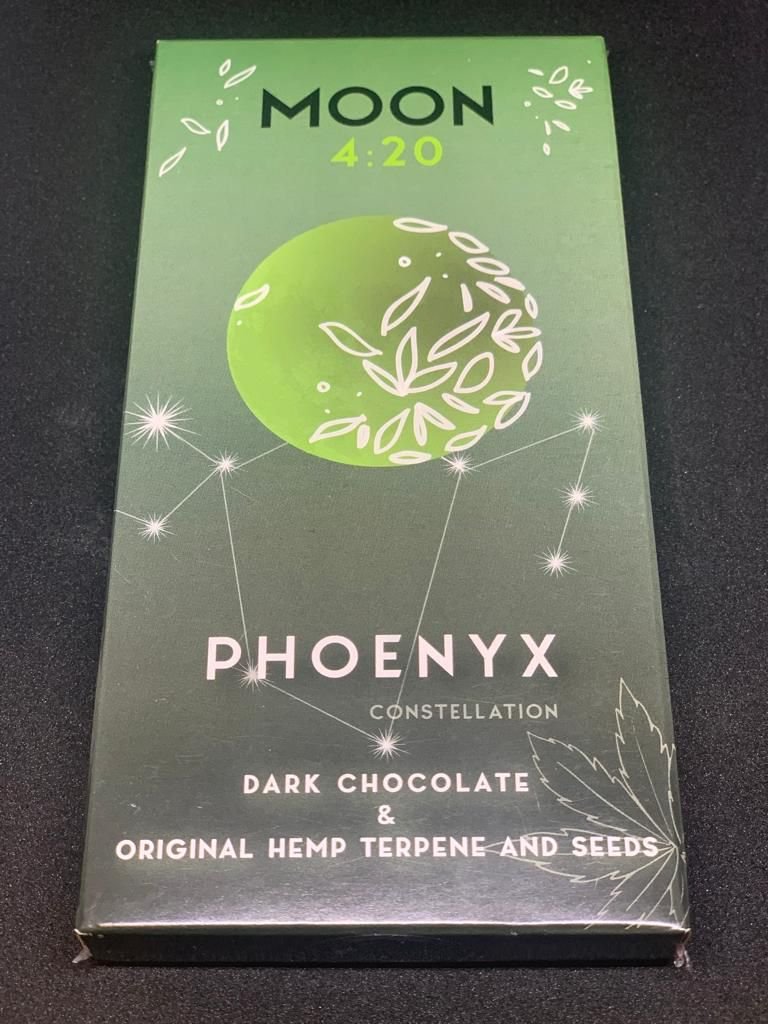 MOON
4:20
PHOENYX
CONSTELLATION
DARK CHOCOLATE
&
ORIGINAL HEMP TERPENE AND SEEDS